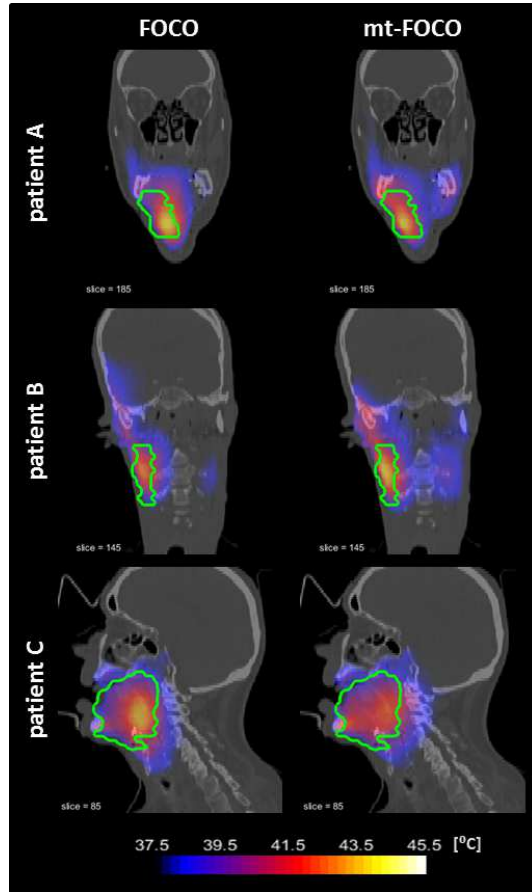 FOCO mt-FOCO
patient A
slice = 185 slice = 185
patient B
slice = 145 slice = 145
patient C
slice = 85 slice = 85
37.5 39.5 41.5 43.5 45.5 [⁰C]